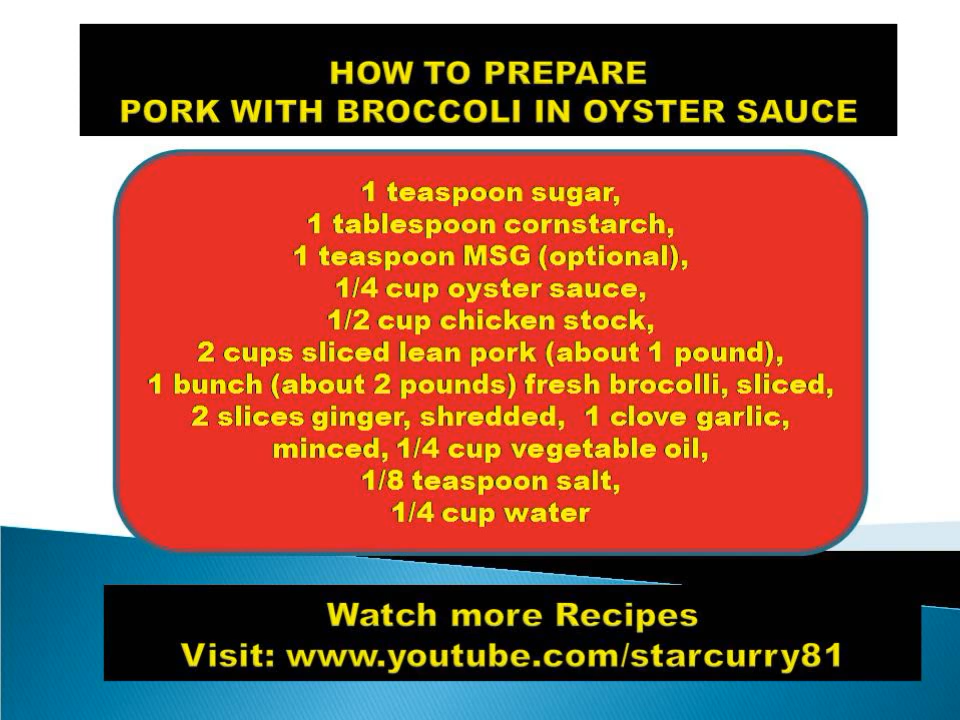 HOW TO PREPARE
PORK WITH BROCCOLI IN OYSTER SAUCE
1 teaspoon sugar,
1 tablespoon cornstarch,
1 teaspoon MSG (optional),
1/4 cup oyster sauce,
1/2 cup chicken stock,
2 cups sliced lean pork (about 1 pound),
1 bunch (about 2 pounds) fresh brocolli, sliced,
2 slices ginger, shredded, 1 clove garlic,
minced, 1/4 cup vegetable oil,
1/8 teaspoon salt,
1/4 cup water
Watch more Recipes
Visit: www.youtube.com/starcurry81